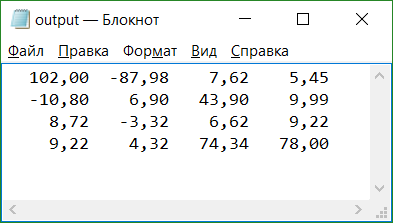 output — Блокнот
Файл Правка Формат Вид Справка
102,00 -87,98 7,62 5,45
-10,80 6,90 43,90 9,99
8,72 -3,32 6,62 9,22
9,22 4,32 74,34 78,00